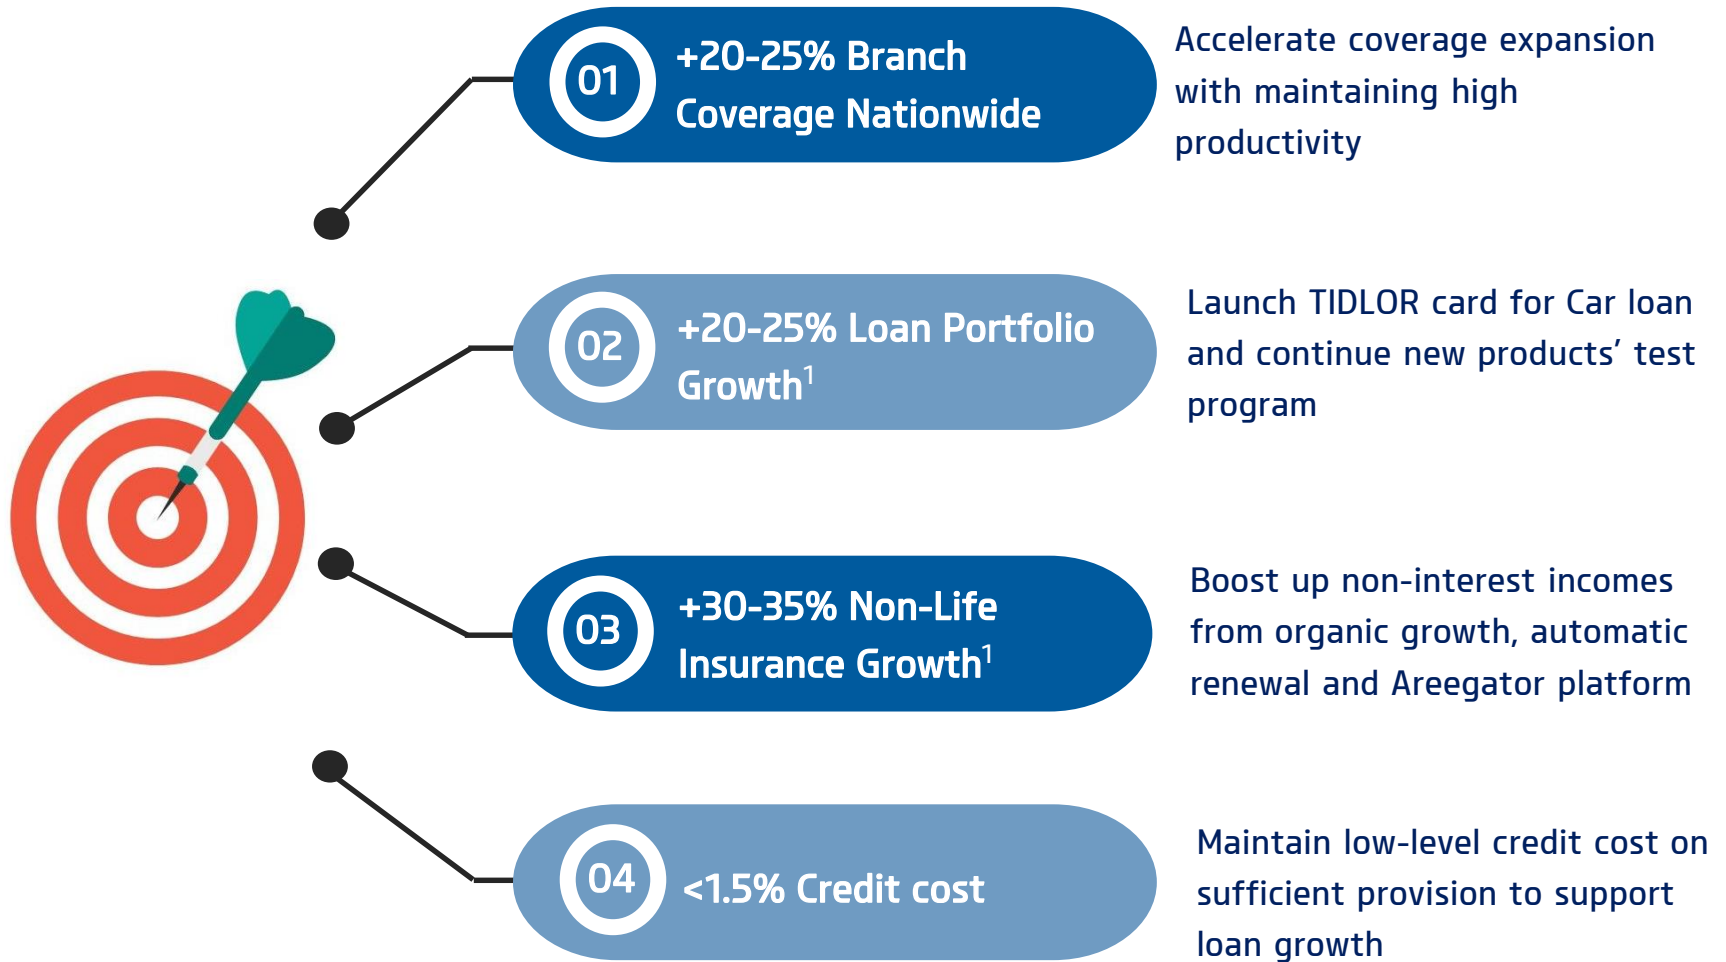 01
+20-25% Branch
Coverage Nationwide
Accelerate coverage expansion
with maintaining high
productivity
02
+20-25% Loan Portfolio
Growth¹
Launch TIDLOR card for Car loan
and continue new products’ test
program
03
+30-35% Non-Life
Insurance Growth¹
Boost up non-interest incomes
from organic growth, automatic
renewal and Areegator platform
04
<1.5% Credit cost
Maintain low-level credit cost on
sufficient provision to support
loan growth